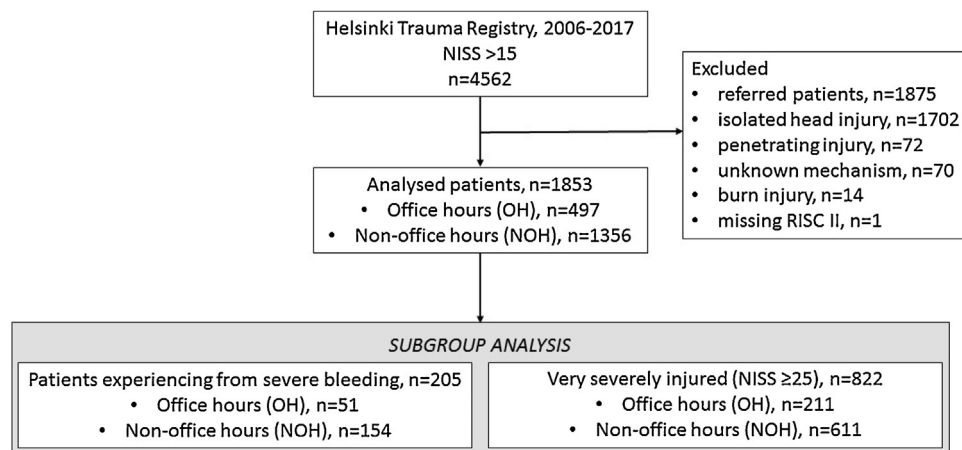 Helsinki Trauma Registry, 2006-2017
NISS >15
n=4562
Excluded
• referred patients, n=1875
• isolated head injury, n=1702
• penetrating injury, n=72
• unknown mechanism, n=70
• burn injury, n=14
• missing RISC II, n=1
Analysed patients, n=1853
• Office hours (OH), n=497
• Non-office hours (NOH), n=1356
SUBGROUP ANALYSIS
Patients experiencing from severe bleeding, n=205
• Office hours (OH), n=51
• Non-office hours (NOH), n=154
Very severely injured (NISS ≥25), n=822
• Office hours (OH), n=211
• Non-office hours (NOH), n=611